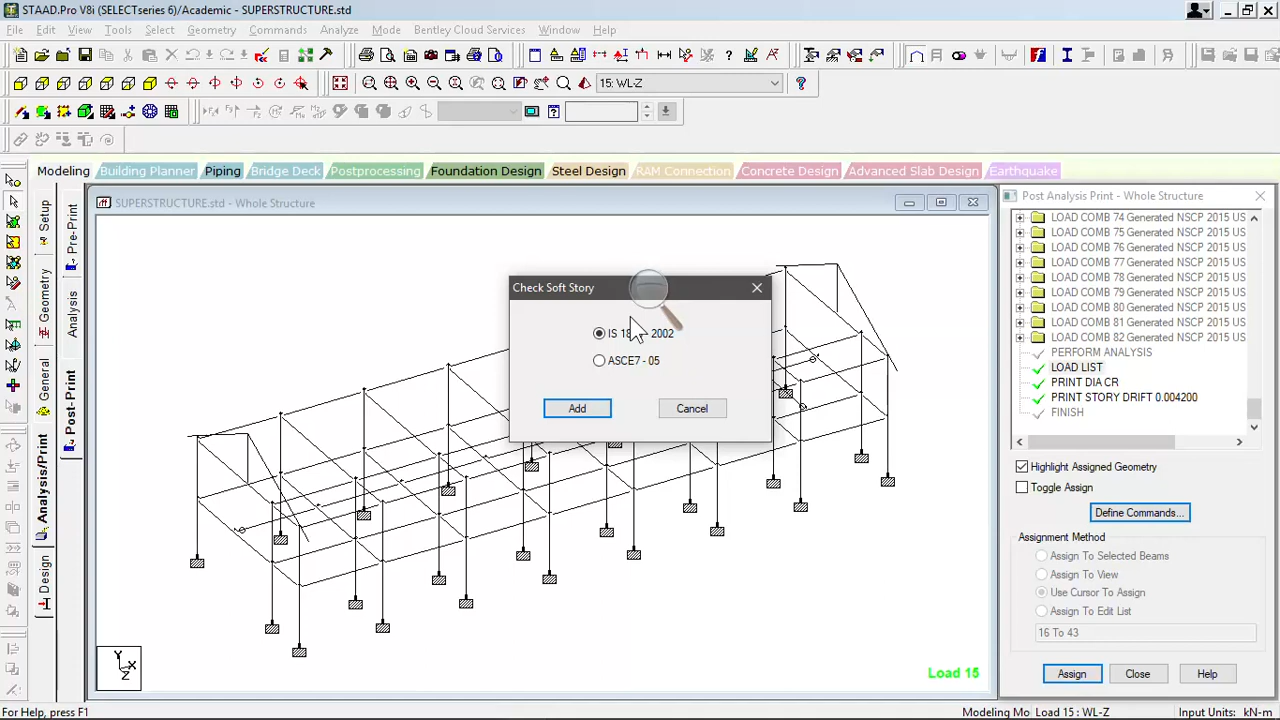 STAAD.Pro V8i (SELECTseries 6)/Academic - SUPERSTRUCTURE.std
File Edit View Tools Select Geometry Commands Analyze Mode Bentley Cloud Services Window Help
15: WL-Z
Modeling Building Planner Piping Bridge Deck Postprocessing Foundation Design Steel Design RAM Connection Concrete Design Advanced Slab Design Earthquake
SUPERSTRUCTURE.std - Whole Structure
Setup
Geometry
General
Analysis/Print
Design
Pre-Print
Analysis
Post-Print
Check Soft Story
IS 18 2002
ASCE7 - 05
Add
Cancel
Y
X
Z
Load 15
Post Analysis Print - Whole Structure
LOAD COMB 74 Generated NSCP 2015 US
LOAD COMB 75 Generated NSCP 2015 US
LOAD COMB 76 Generated NSCP 2015 US
LOAD COMB 77 Generated NSCP 2015 US
LOAD COMB 78 Generated NSCP 2015 US
LOAD COMB 79 Generated NSCP 2015 US
LOAD COMB 80 Generated NSCP 2015 US
LOAD COMB 81 Generated NSCP 2015 US
LOAD COMB 82 Generated NSCP 2015 US
PERFORM ANALYSIS
LOAD LIST
PRINT DIA CR
PRINT STORY DRIFT 0.004200
FINISH
Highlight Assigned Geometry
Toggle Assign
Define Commands...
Assignment Method
Assign To Selected Beams
Assign To View
Use Cursor To Assign
Assign To Edit List
16 To 43
Assign
Close
Help
For Help, press F1
Modeling Mo Load 15 : WL-Z Input Units: kN-m